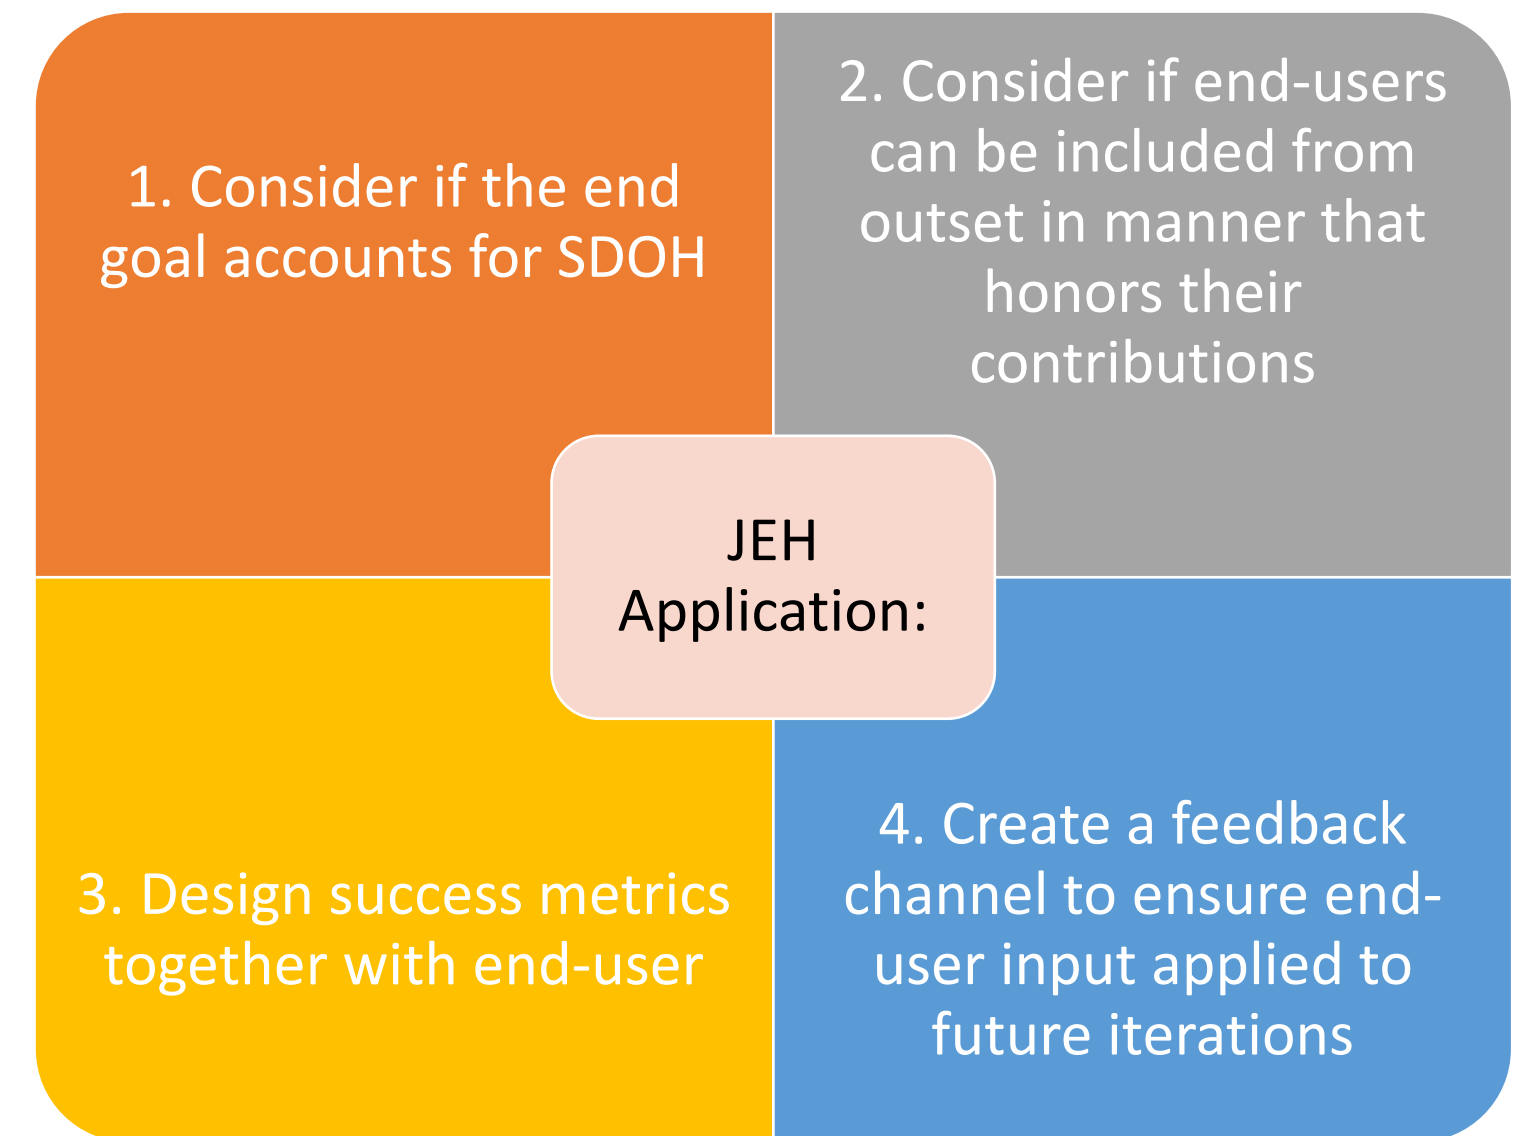 1. Consider if the end
goal accounts for SDOH
2. Consider if end-users
can be included from
outset in manner that
honors their
contributions
JEH
Application:
3. Design success metrics
together with end-user
4. Create a feedback
channel to ensure end-
user input applied to
future iterations